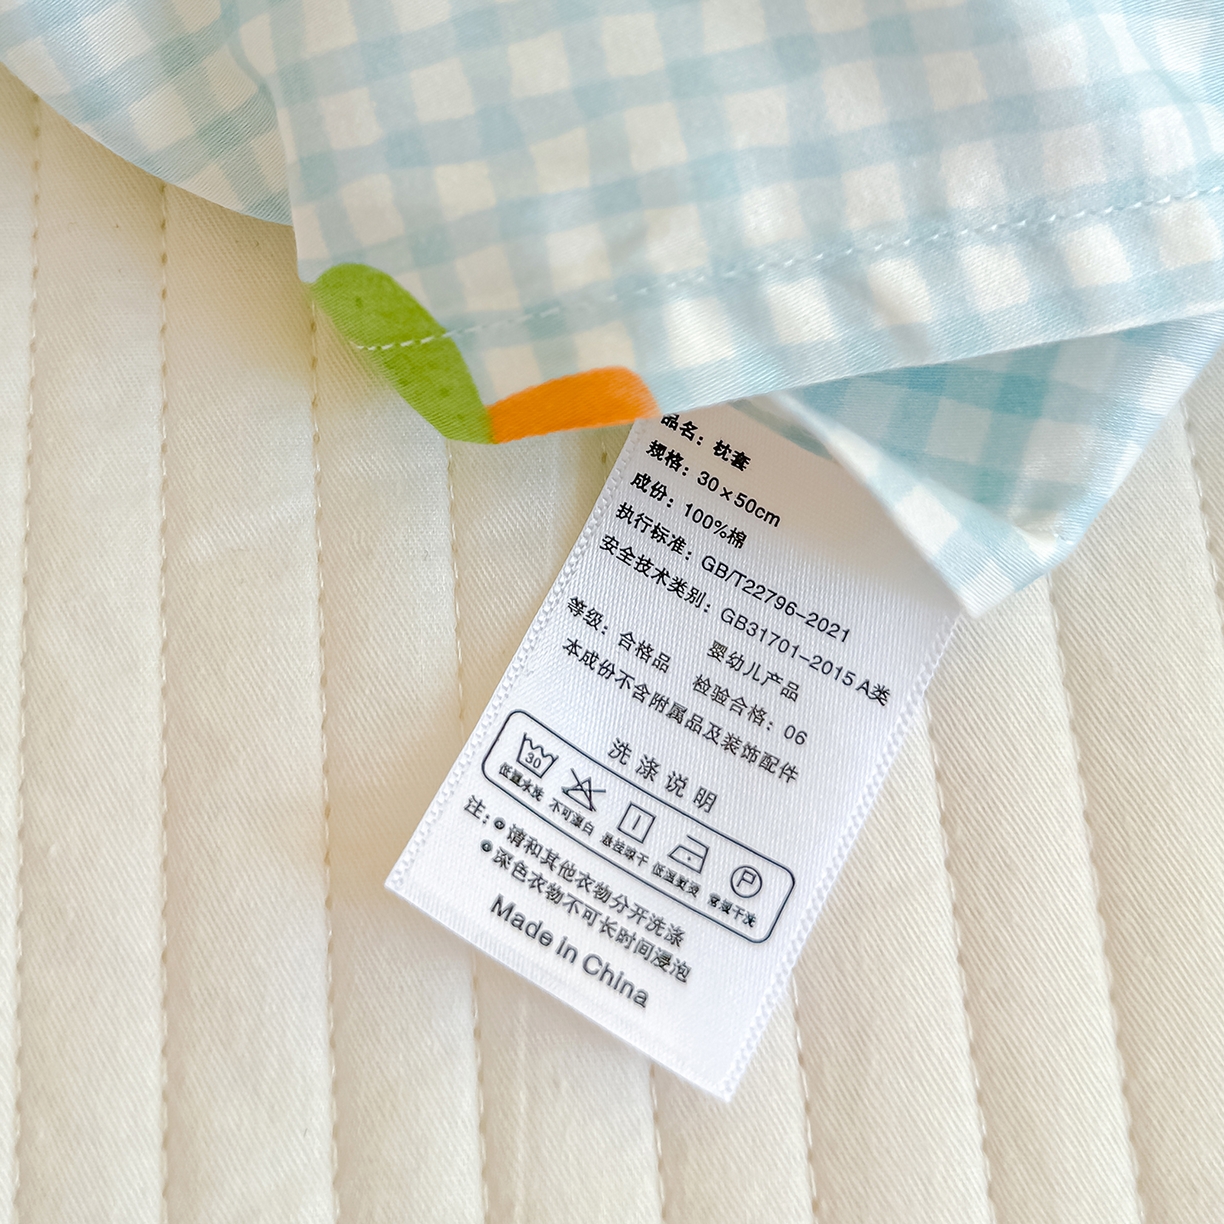 品名：枕套
规格：30×50cm
成份：100%棉
执行标准：GB/T22796-2021
安全技术类别：GB31701-2015 A类
婴幼儿产品
等级：合格品 检验合格：06
本成份不含附属品及装饰配件
洗涤说明
30 P
低温水洗 不可漂白 悬挂晾干 低温熨烫 常规干洗
注：请和其他衣物分开洗涤
深色衣物不可长时间浸泡
Made in China